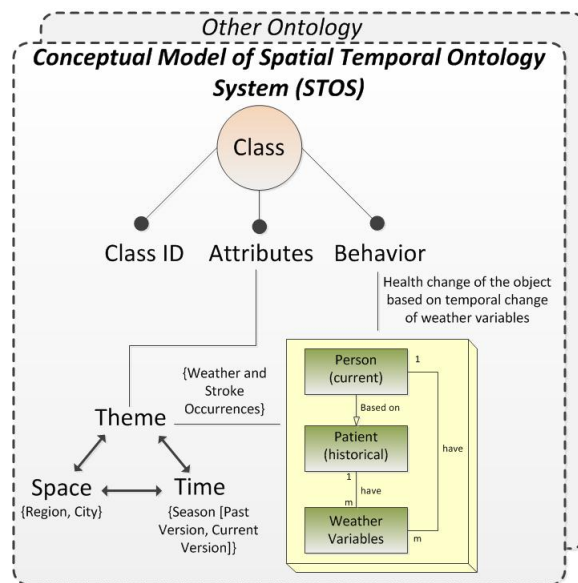 Other Ontology
Conceptual Model of Spatial Temporal Ontology
System (STOS)
Class
Class ID
Attributes
Behavior
Health change of the object
based on temporal change
of weather variables
{Weather and
Stroke
Occurrences}
Theme
Space
{Region, City}
Time
{Season [Past
Version, Current
Version]}
Person
(current)
1
Based on
Patient
(historical)
have
1
have
m
Weather
Variables
m